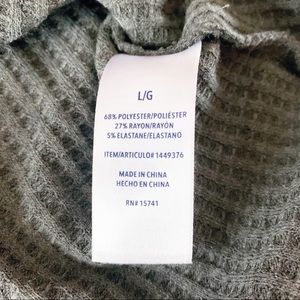 L/G
68% POLYESTER/POLIÉSTER
27% RAYON/RAYÓN
5% ELASTANE/ELASTANO
ITEM/ARTICULO# 1449376
MADE IN CHINA
HECHO EN CHINA
RN# 15741